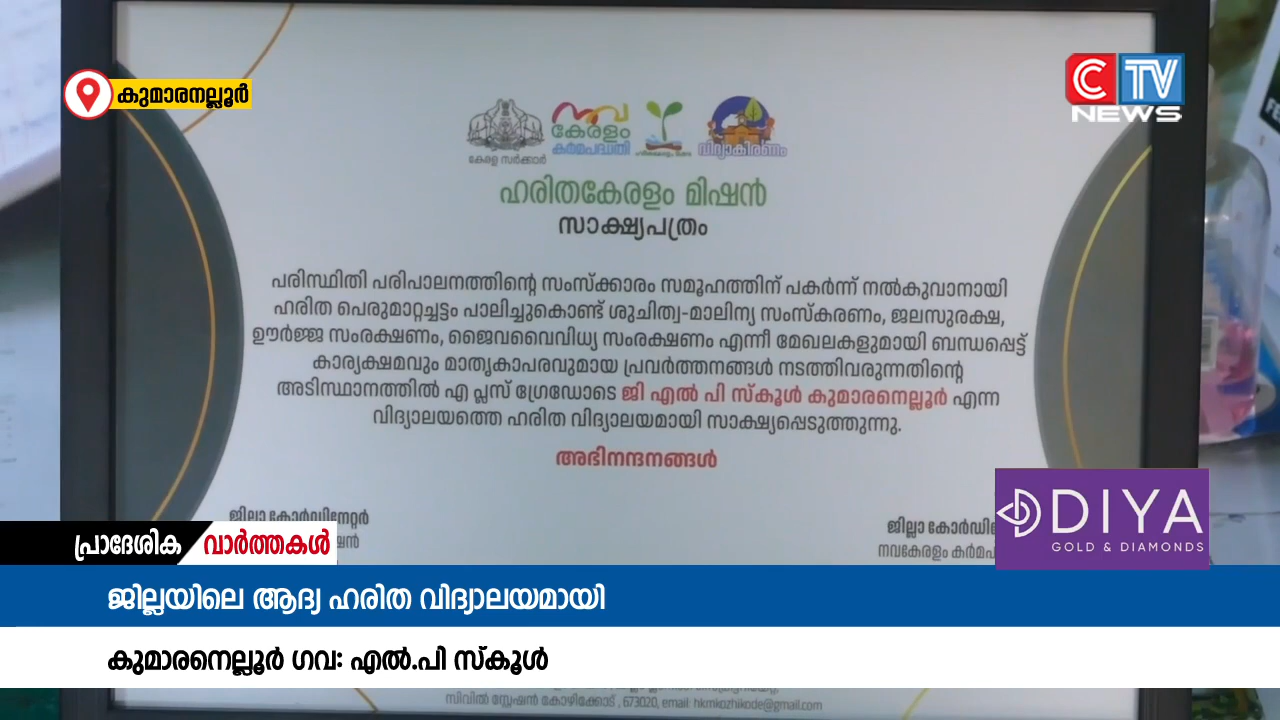 കുമാരനല്ലൂർ
CTV
NEWS
കേരള സർക്കാർ
നവ
കേരളം
കർമപദ്ധതി
വിദ്യാകിരണം
ഹരിതകേരളം മിഷൻ
സാക്ഷ്യപത്രം
പരിസ്ഥിതി പരിപാലനത്തിന്റെ സംസ്ക്കാരം സമൂഹത്തിന് പകർന്ന് നൽകുവാനായി
ഹരിത പെരുമാറ്റച്ചട്ടം പാലിച്ചുകൊണ്ട് ശുചിത്വ-മാലിന്യ സംസ്കരണം, ജലസുരക്ഷ,
ഊർജ്ജ സംരക്ഷണം, ജൈവവൈവിധ്യ സംരക്ഷണം എന്നീ മേഖലകളുമായി ബന്ധപ്പെട്ട്
കാര്യക്ഷമവും മാതൃകാപരവുമായ പ്രവർത്തനങ്ങൾ നടത്തിവരുന്നതിന്റെ
അടിസ്ഥാനത്തിൽ എ പ്ലസ് ഗ്രേഡോടെ ജി എൽ പി സ്കൂൾ കുമാരനെല്ലൂർ എന്ന
വിദ്യാലയത്തെ ഹരിത വിദ്യാലയമായി സാക്ഷ്യപ്പെടുത്തുന്നു.
അഭിനന്ദനങ്ങൾ
ജില്ലാ കോർഡിനേറ്റർ
ജില്ലാ കോർഡി
നവകേരളം കർമപ
DIYA
GOLD & DIAMONDS
പ്രാദേശിക വാർത്തകൾ
ജില്ലയിലെ ആദ്യ ഹരിത വിദ്യാലയമായി
കുമാരനെല്ലൂർ ഗവ: എൽ.പി സ്കൂൾ
സിവിൽ സ്റ്റേഷൻ കോഴിക്കോട്, 673020, email: hkmkozhikode@gmail.com